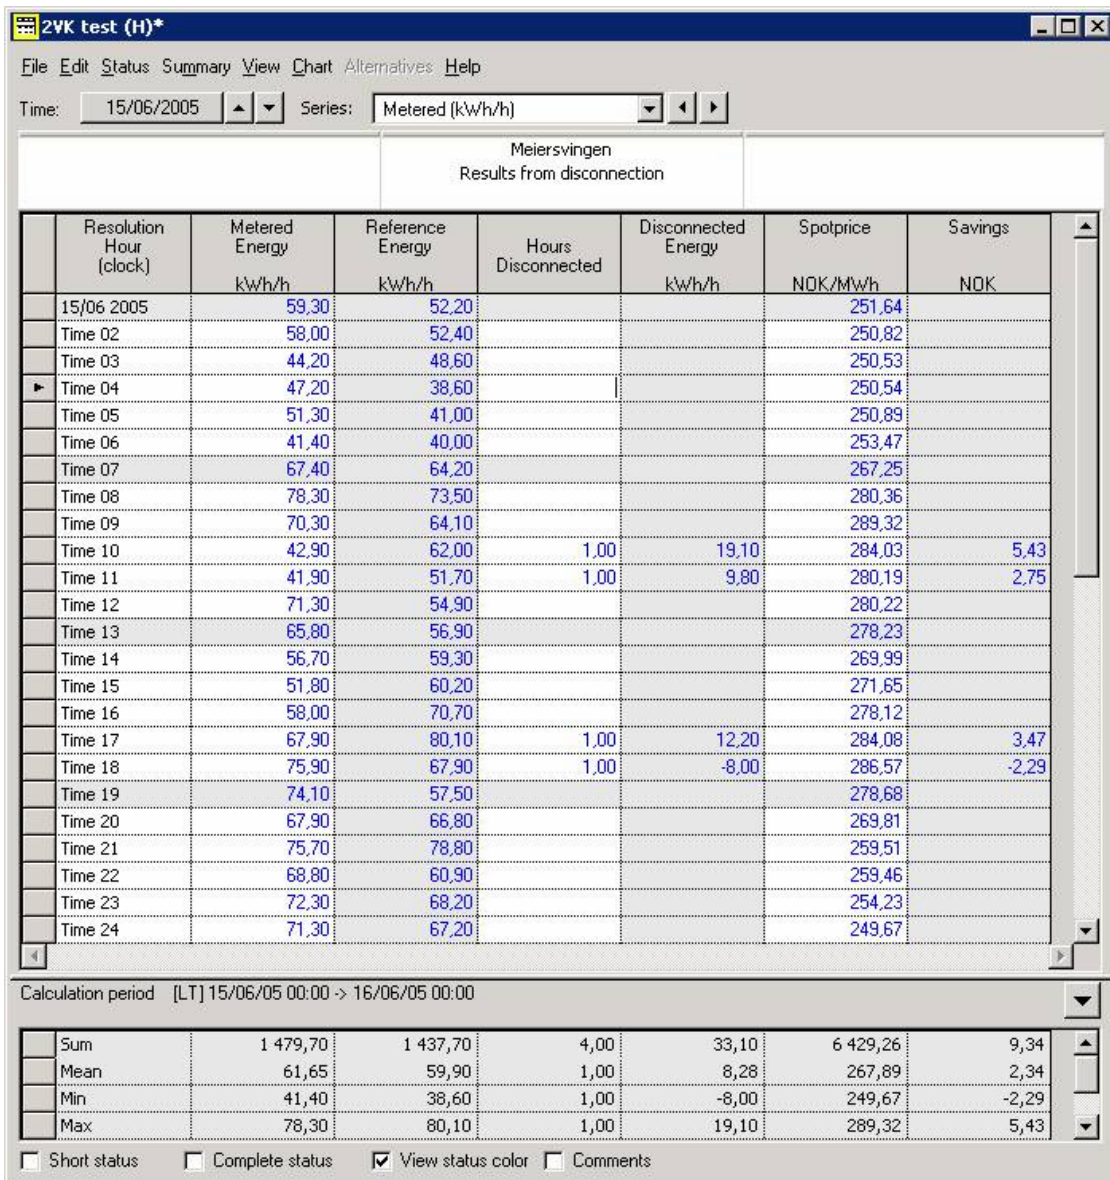 2VK test (H)*
File Edit Status Summary View Chart Alternatives Help
Time: 15/06/2005 Series: Metered (kWh/h)
Meiersvingen
Results from disconnection
Resolution Metered Reference Disconnected Spotprice Savings
Hour Energy Energy Hours Energy
(clock) Disconnected
kWh/h kWh/h kWh/h NOK/MWh NOK
15/06 2005 59,30 52,20 251,64
Time 02 58,00 52,40 250,82
Time 03 44,20 48,60 250,53
Time 04 47,20 38,60 250,54
Time 05 51,30 41,00 250,89
Time 06 41,40 40,00 253,47
Time 07 67,40 64,20 267,25
Time 08 78,30 73,50 280,36
Time 09 70,30 64,10 289,32
Time 10 42,90 62,00 1,00 19,10 284,03 5,43
Time 11 41,90 51,70 1,00 9,80 280,19 2,75
Time 12 71,30 54,90 280,22
Time 13 65,80 56,90 278,23
Time 14 56,70 59,30 269,99
Time 15 51,80 60,20 271,65
Time 16 58,00 70,70 278,12
Time 17 67,90 80,10 1,00 12,20 284,08 3,47
Time 18 75,90 67,90 1,00 -8,00 286,57 -2,29
Time 19 74,10 57,50 278,68
Time 20 67,90 66,80 269,81
Time 21 75,70 78,80 259,51
Time 22 68,80 60,90 259,46
Time 23 72,30 68,20 254,23
Time 24 71,30 67,20 249,67
Calculation period [LT] 15/06/05 00:00 -> 16/06/05 00:00
Sum 1 479,70 1 437,70 4,00 33,10 6 429,26 9,34
Mean 61,65 59,90 1,00 8,28 267,89 2,34
Min 41,40 38,60 1,00 -8,00 249,67 -2,29
Max 78,30 80,10 1,00 19,10 289,32 5,43
Short status Complete status View status color Comments